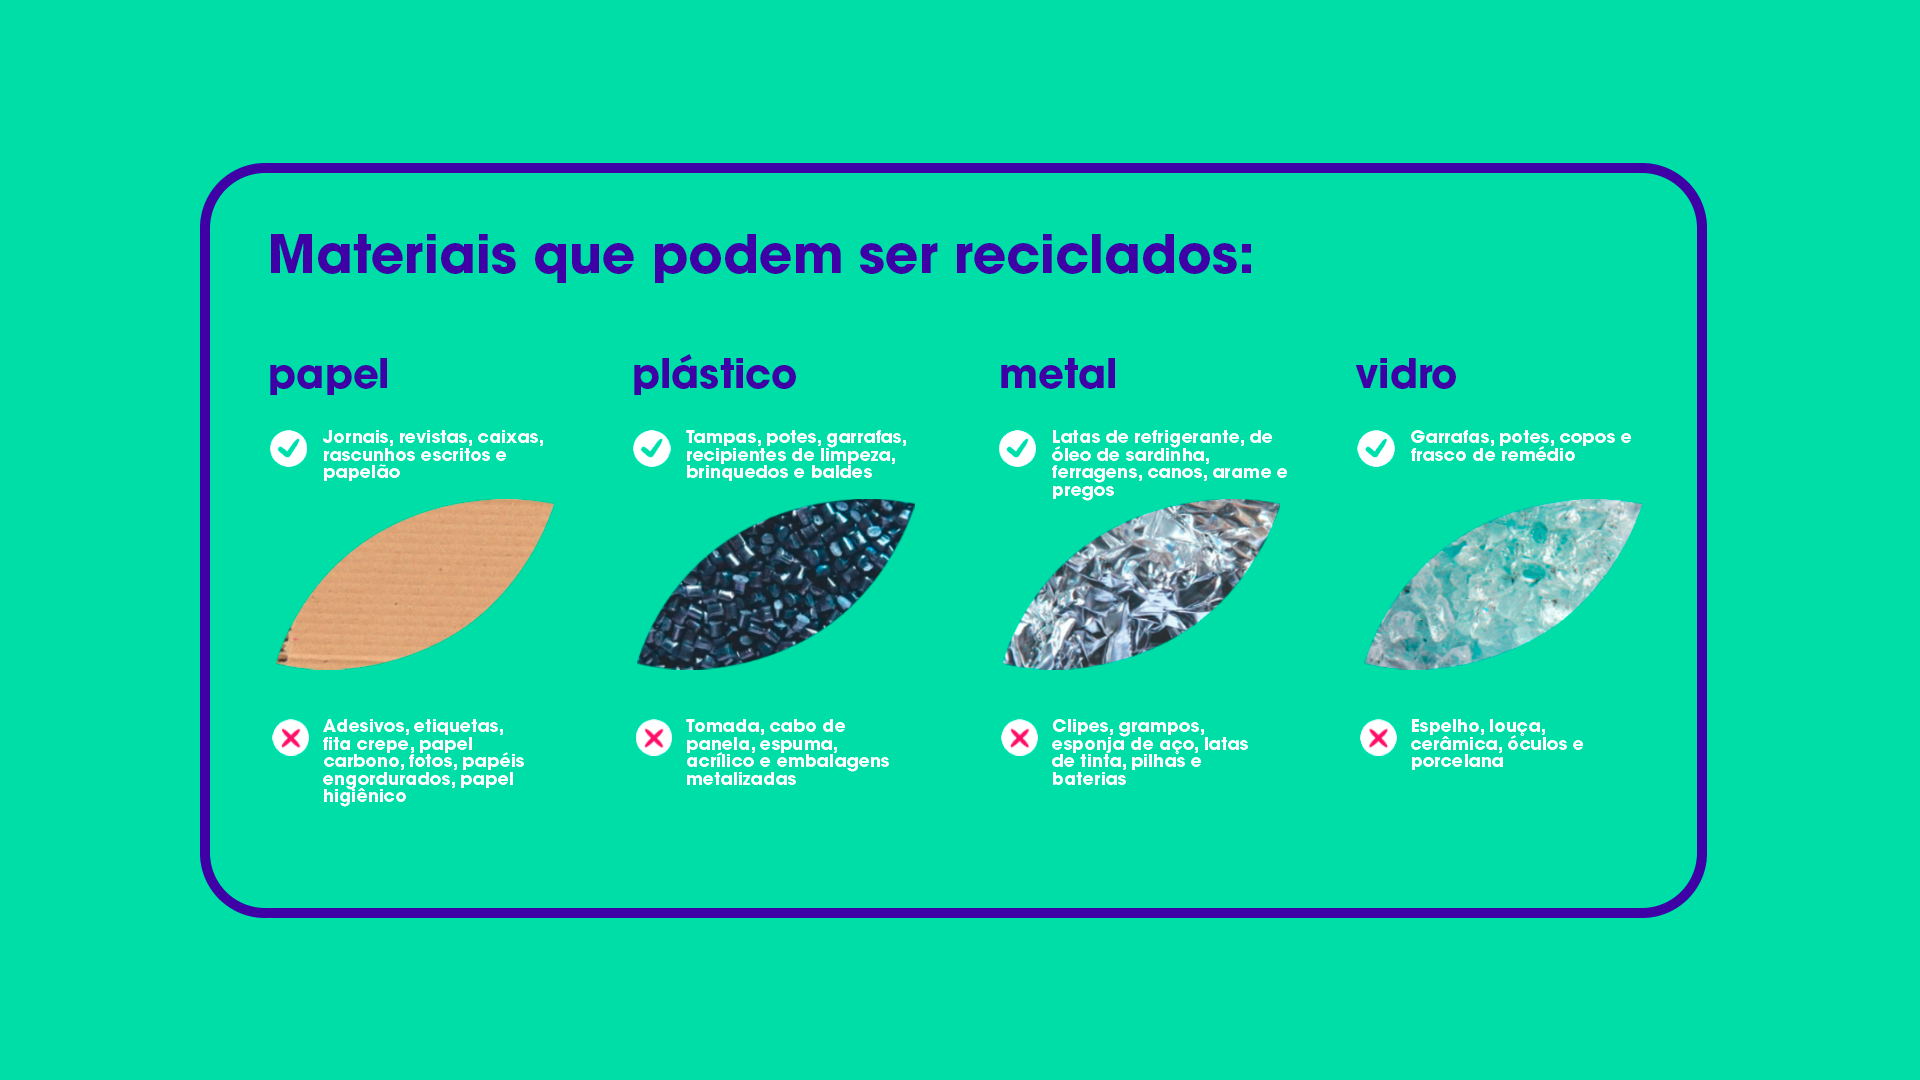 Materiais que podem ser reciclados:
papel
Jornais, revistas, caixas,
rascunhos escritos e
papelão
Adesivos, etiquetas,
fita crepe, papel
carbono, fotos, papéis
engordurados, papel
higiênico
plástico
Tampas, potes, garrafas,
recipientes de limpeza,
brinquedos e baldes
Tomada, cabo de
panela, espuma,
acrílico e embalagens
metalizadas
metal
Latas de refrigerante, de
óleo de sardinha,
ferragens, canos, arame e
pregos
Clipes, grampos,
esponja de aço, latas
de tinta, pilhas e
baterias
vidro
Garrafas, potes, copos e
frasco de remédio
Espelho, louça,
cerâmica, óculos e
porcelana